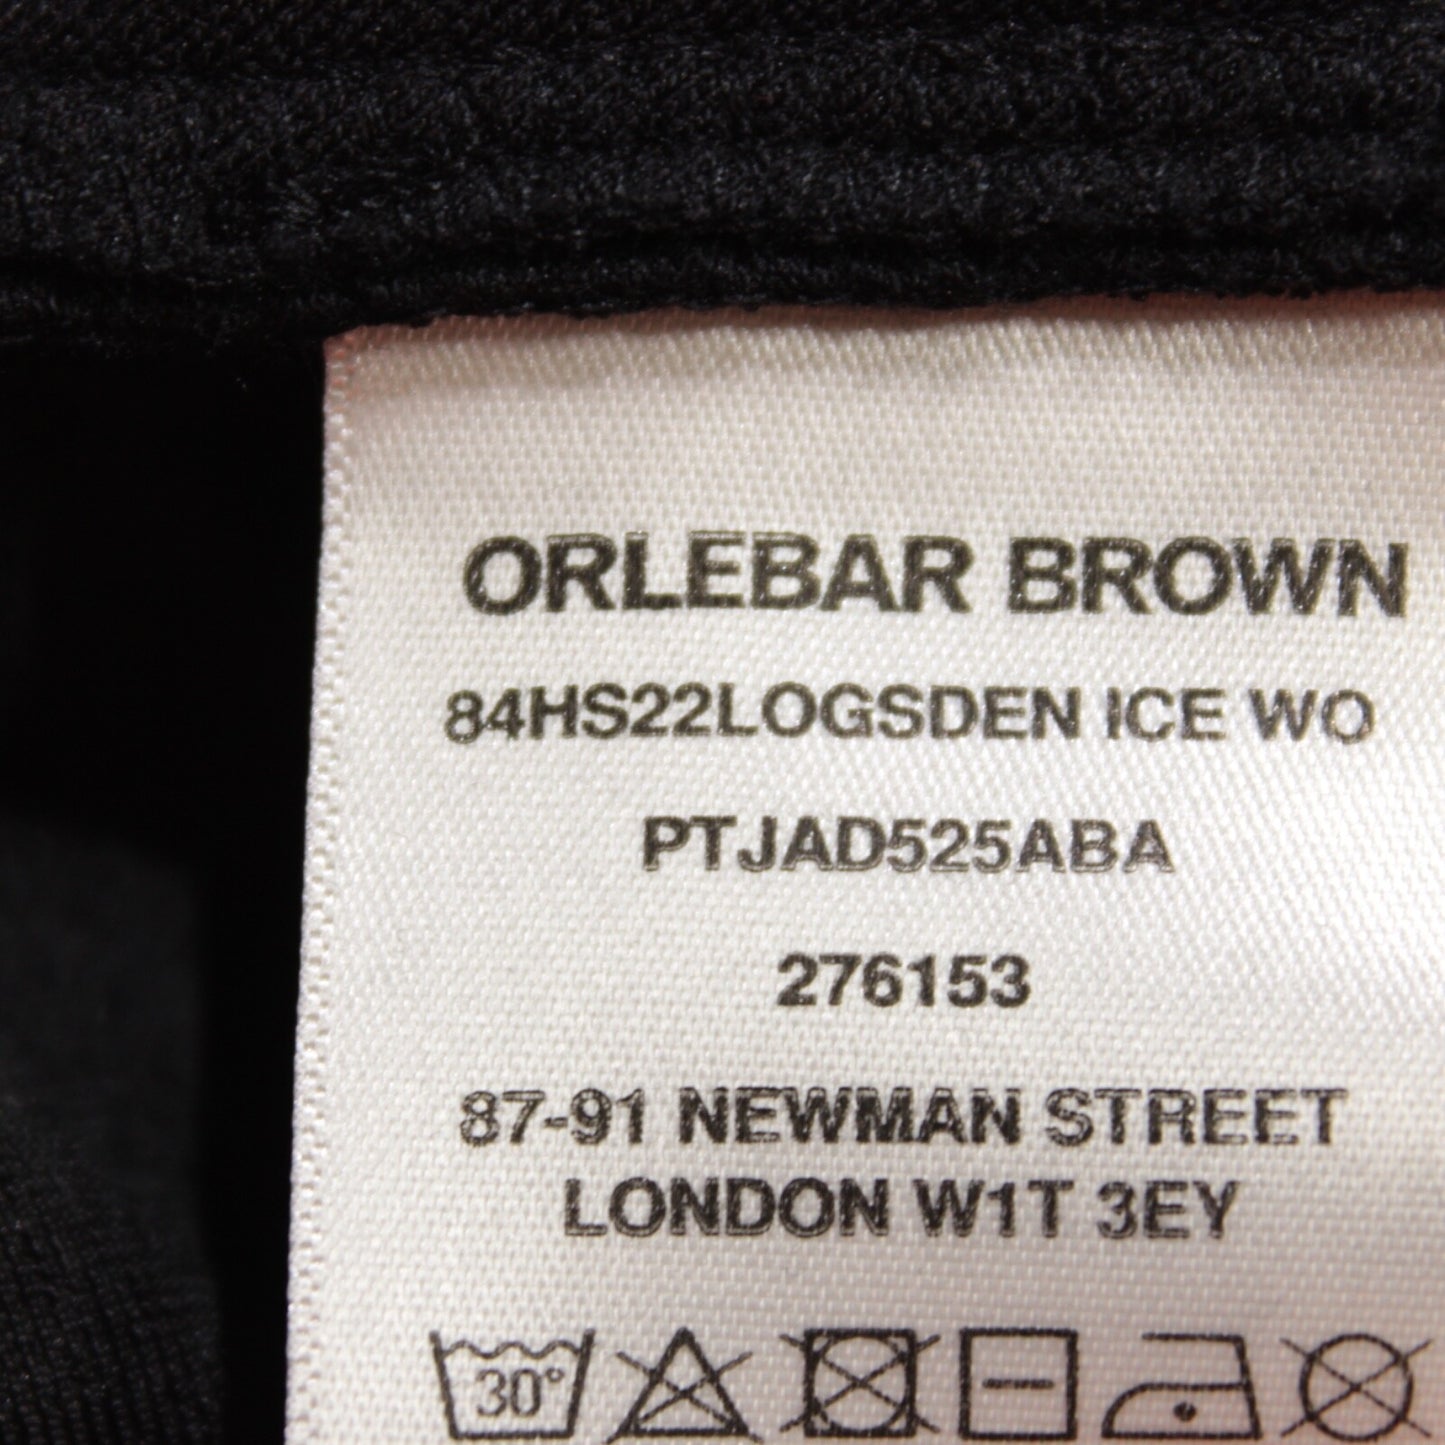 ORLEBAR BROWN
84HS22LOGSDEN ICE WO
PTJAD525ABA
276153
87-91 NEWMAN STREET
LONDON W1T 3EY
30°